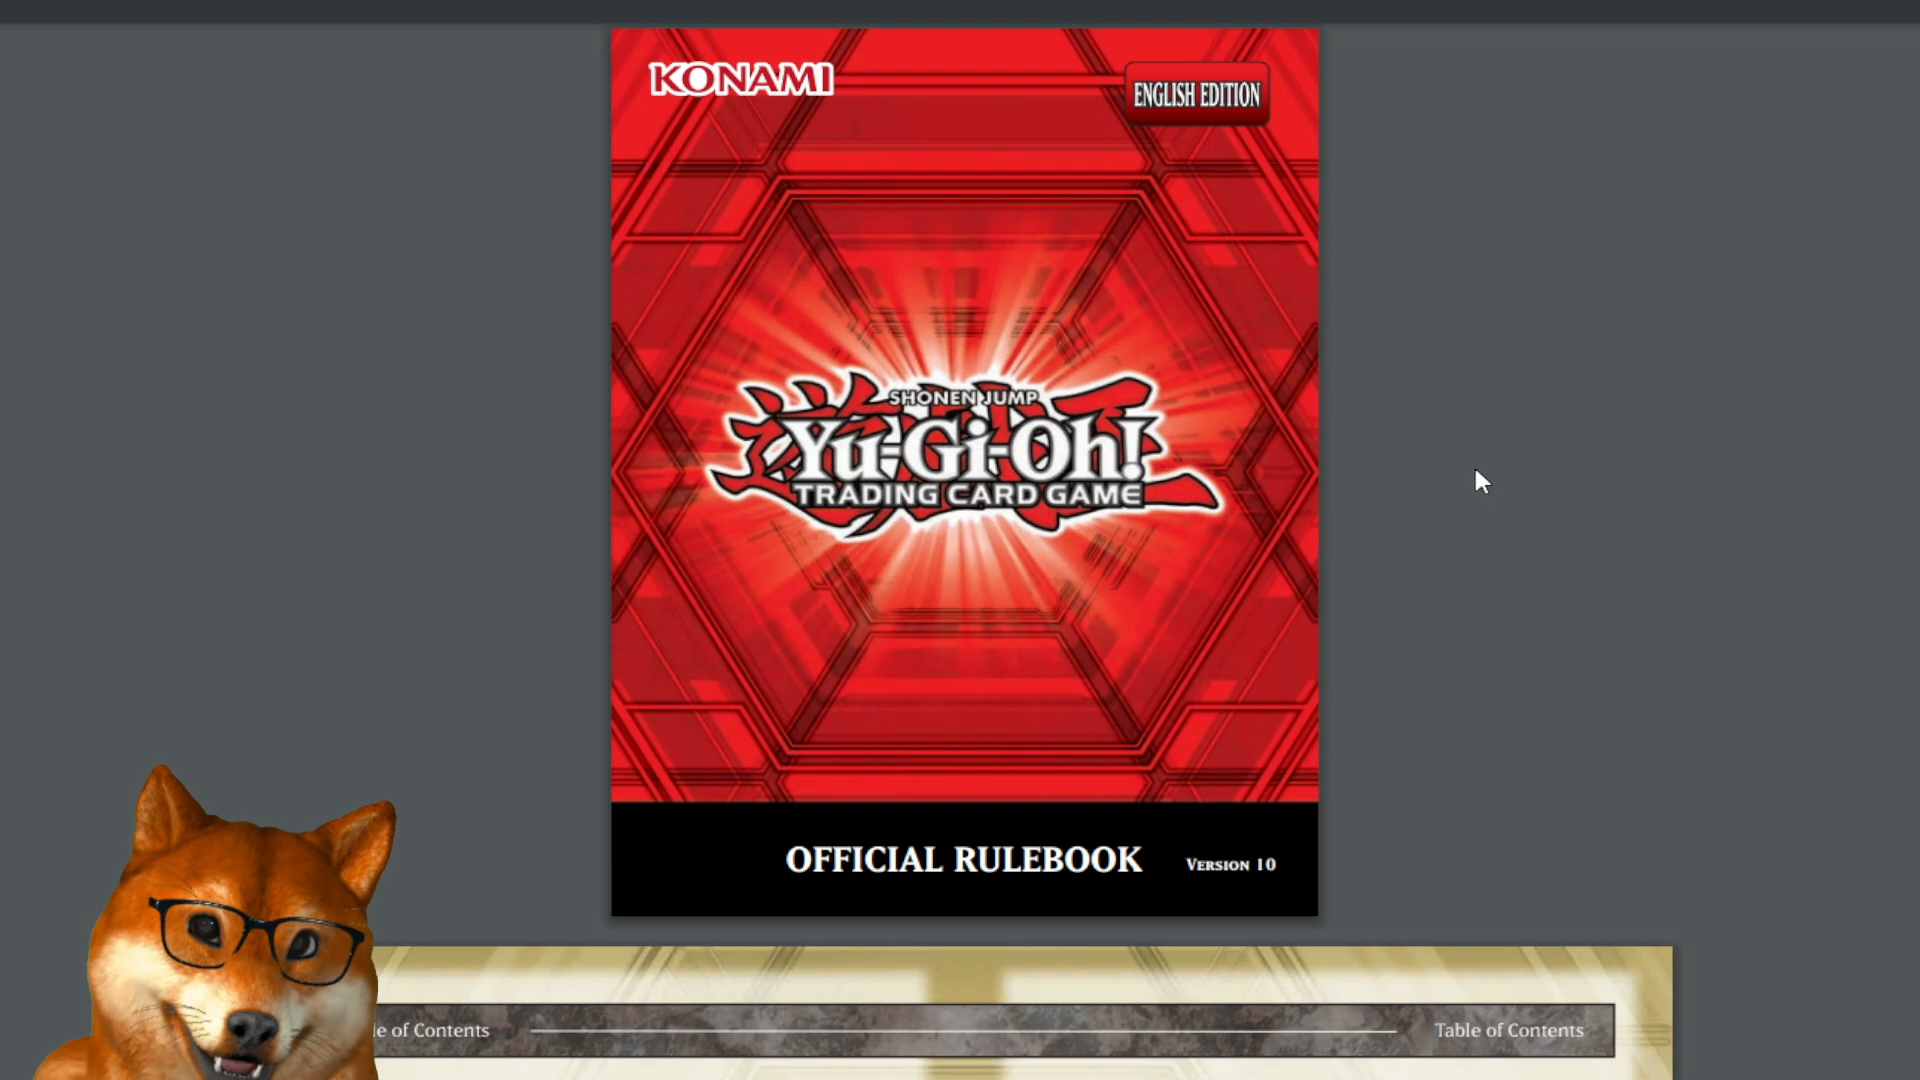 KONAMI
ENGLISH EDITION
SHONEN JUMP
Yu-Gi-Oh!
TRADING CARD GAME
OFFICIAL RULEBOOK
VERSION 10
le of Contents
Table of Contents